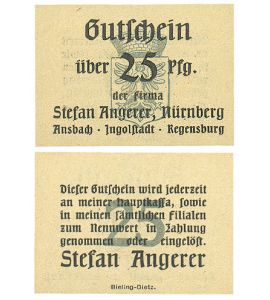 Gutschein
über 25 Pfg.
der Firma
Stefan Angerer, Nürnberg
Ansbach · Ingolstadt · Regensburg
Dieser Gutschein wird jederzeit
an meiner Hauptkassa, sowie
in meinen sämtlichen Filialen
zum Nennwert in Zahlung
genommen oder eingelöst.
25
Stefan Angerer
Bieling-Dietz.